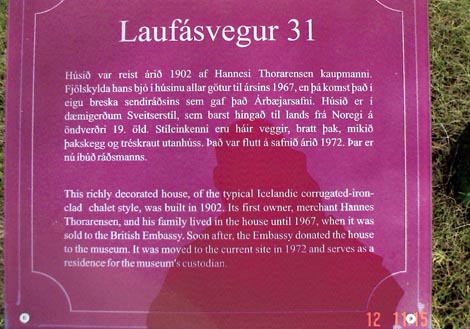 Laufásvegur 31
Húsið var reist árið 1902 af Hannesi Thorarensen kaupmanni.
Fjölskylda hans bjó í húsinu allar götur til ársins 1967, en þá komst það í
eigu breska sendiráðsins sem gaf það Árbæjarsafni. Húsið er í
dæmigerðum Sveitserstíl, sem barst hingað til lands frá Noregi á
öndverðri 19. öld. Stíleinkenni eru háir veggir, bratt þak, mikið
þakskegg og tréskraut utanhúss. Það var flutt á safnið árið 1972. Þar er
nú íbúð ráðsmanns.
This richly decorated house, of the typical Icelandic corrugated-iron-
clad chalet style, was built in 1902. Its first owner, merchant Hannes
Thorarensen, and his family lived in the house until 1967, when it was
sold to the British Embassy. Soon after, the Embassy donated the house
to the museum. It was moved to the current site in 1972 and serves as a
residence for the museum's custodian.
12 11:15